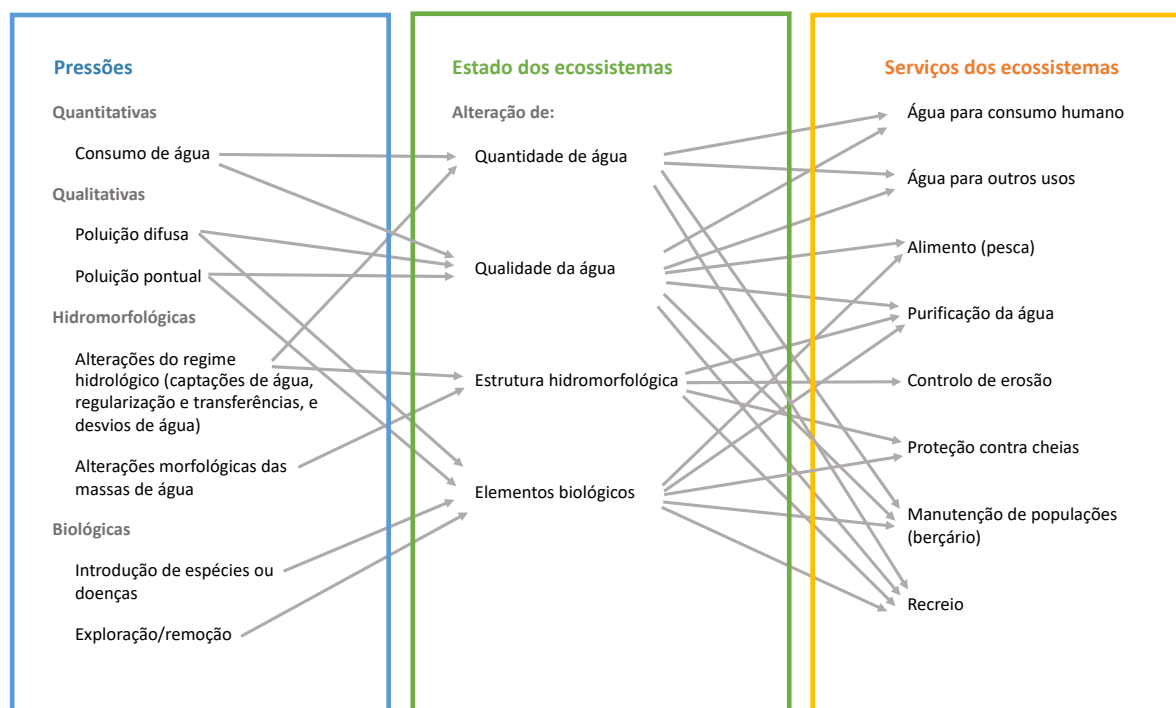 Pressões
Quantitativas
Consumo de água
Qualitativas
Poluição difusa
Poluição pontual
Hidromorfológicas
Alterações do regime
hidrológico (captações de água,
regularização e transferências, e
desvios de água)
Alterações morfológicas das
massas de água
Biológicas
Introdução de espécies ou
doenças
Exploração/remoção
Estado dos ecossistemas
Alteração de:
Quantidade de água
Qualidade da água
Estrutura hidromorfológica
Elementos biológicos
Serviços dos ecossistemas
Água para consumo humano
Água para outros usos
Alimento (pesca)
Purificação da água
Controlo de erosão
Proteção contra cheias
Manutenção de populações
(berçário)
Recreio